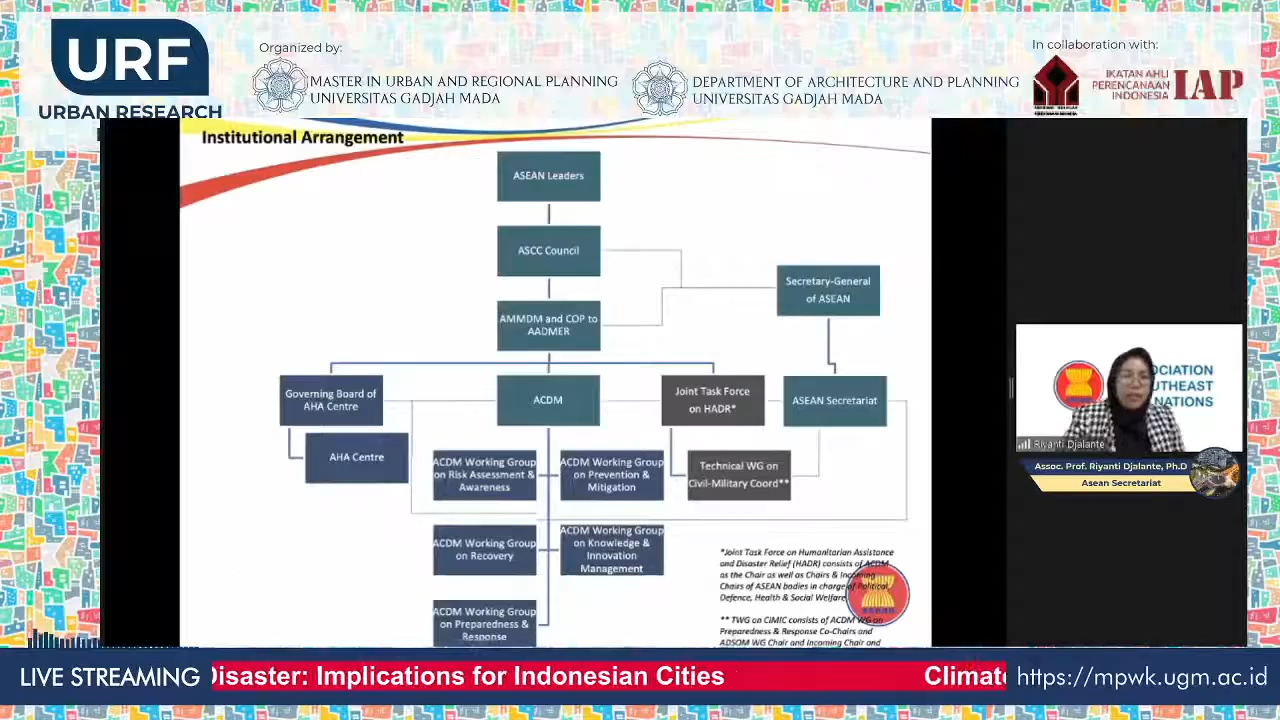 URF
URBAN RESEARCH
Organized by:
MASTER IN URBAN AND REGIONAL PLANNING
UNIVERSITAS GADJAH MADA
DEPARTMENT OF ARCHITECTURE AND PLANNING
UNIVERSITAS GADJAH MADA
In collaboration with:
IKATAN AHLI
PERENCANAAN
INDONESIA
IAP
Institutional Arrangement
ASEAN Leaders
ASCC Council
Secretary-General
of ASEAN
AMMDM and COP to
AADMER
Governing Board of
AHA Centre
ACDM
Joint Task Force
on HADR*
ASEAN Secretariat
AHA Centre
ACDM Working Group
on Risk Assessment &
Awareness
ACDM Working Group
on Prevention &
Mitigation
Technical WG on
Civil-Military Coord**
ACDM Working Group
on Recovery
ACDM Working Group
on Knowledge &
Innovation
Management
ACDM Working Group
on Preparedness &
Response
*Joint Task Force on Humanitarian Assistance
and Disaster Relief (HADR) consists of ACDM
as the Chair as well as Chairs & Incoming
Chairs of ASEAN bodies in charge of Political,
Defence, Health & Social Welfare
** TWG on CIMIC consists of ACDM WG on
Preparedness & Response Co-Chairs and
ADSOM WG Chair and Incoming Chair and
OCIATION
UTHEAST
NATIONS
Riyanti Djalante
Assoc. Prof. Riyanti Djalante, Ph.D
Asean Secretariat
LIVE STREAMING
Disaster: Implications for Indonesian Cities
Climate
https://mpwk.ugm.ac.id